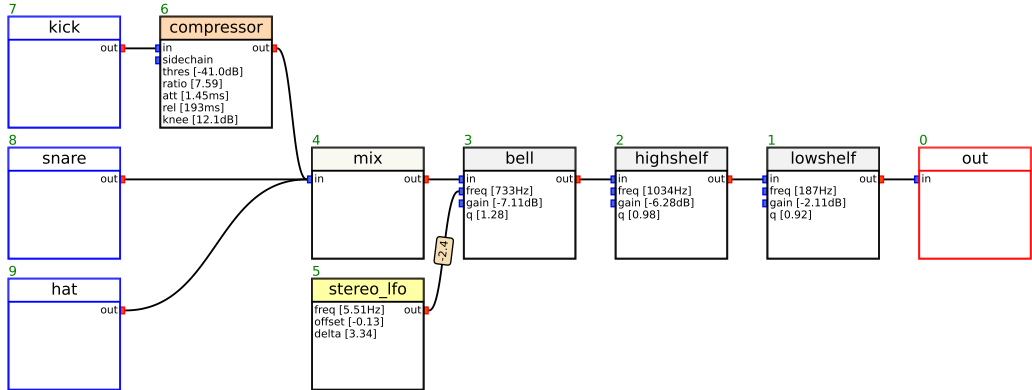 7
kick
out
6
compressor
in out
sidechain
thres [-41.0dB]
ratio [7.59]
att [1.45ms]
rel [193ms]
knee [12.1dB]
8
snare
out
4
mix
in out
3
bell
in out
freq [733Hz]
gain [-7.11dB]
q [1.28]
2
highshelf
in out
freq [1034Hz]
gain [-6.28dB]
q [0.98]
1
lowshelf
in out
freq [187Hz]
gain [-2.11dB]
q [0.92]
0
out
in
-2.4
9
hat
out
5
stereo_lfo
freq [5.51Hz] out
offset [-0.13]
delta [3.34]